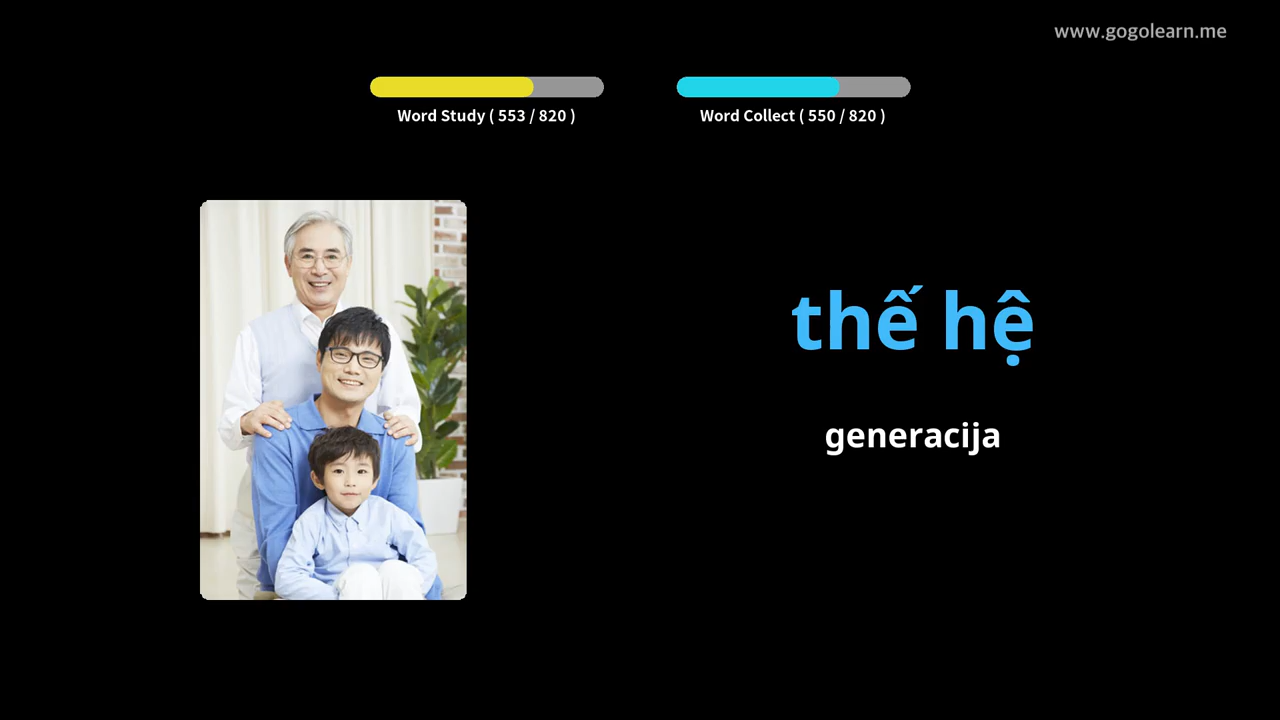 www.gogolearn.me
Word Study ( 553 / 820 )
Word Collect ( 550 / 820 )
thế hệ
generacija